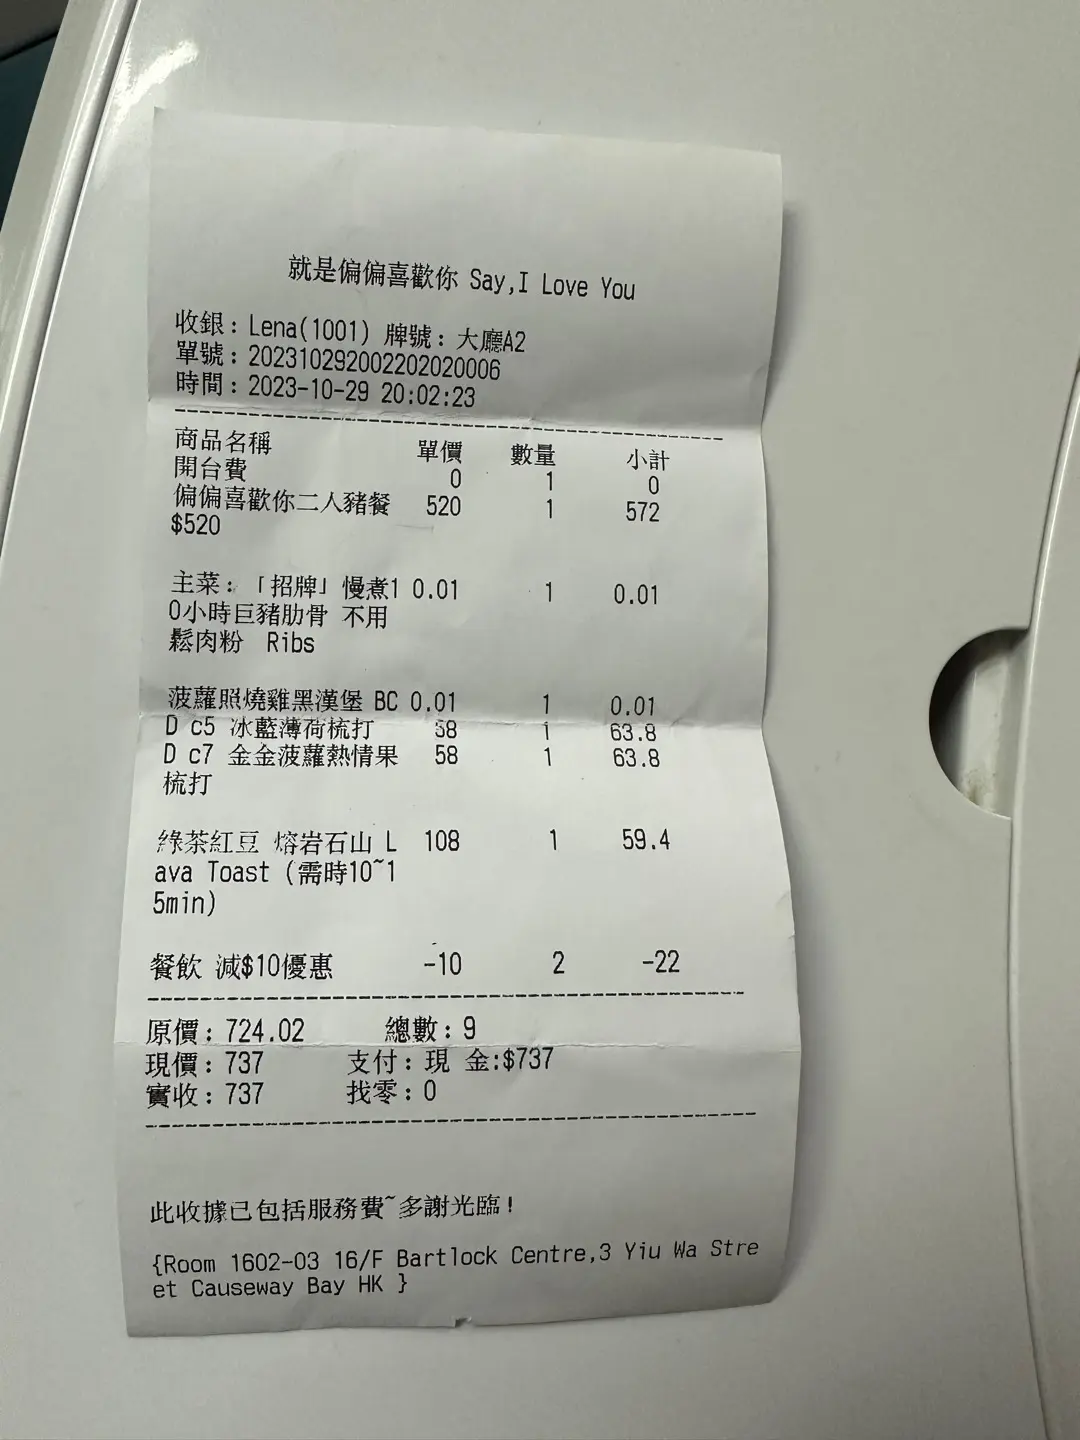 就是偏偏喜歡你 Say,I Love You
收銀：Lena(1001) 牌號：大廳A2
單號：202310292002202020006
時間：2023-10-29 20:02:23
商品名稱 單價 數量 小計
開台費 0 1 0
偏偏喜歡你二人豬餐 520 1 572
$520
主菜：「招牌」慢煮1 0.01 1 0.01
0小時巨豬肋骨 不用
鬆肉粉 Ribs
菠蘿照燒雞黑漢堡 BC 0.01 1 0.01
D c5 冰藍薄荷梳打 58 1 63.8
D c7 金金菠蘿熱情果 58 1 63.8
梳打
綠茶紅豆 熔岩石山 L 108 1 59.4
ava Toast (需時10~1
5min)
餐飲 減$10優惠 -10 2 -22
原價：724.02 總數：9
現價：737 支付：現 金:$737
實收：737 找零：0
此收據已包括服務費~多謝光臨！
{Room 1602-03 16/F Bartlock Centre,3 Yiu Wa Stre
et Causeway Bay HK }